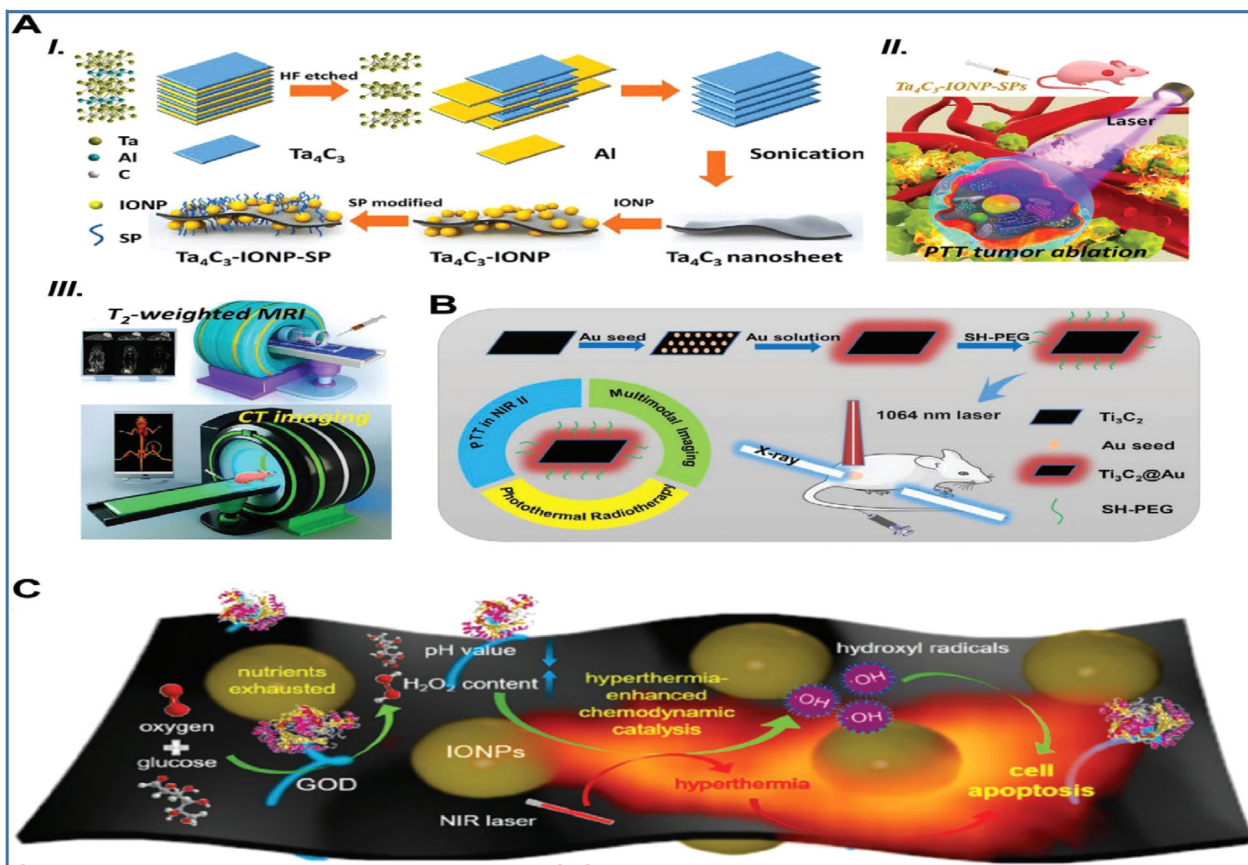 A
I.
HF etched
Ta
Al
C
Ta₄C₃
Al
Sonication
IONP
SP
SP modified
IONP
Ta₄C₃-IONP-SP
Ta₄C₃-IONP
Ta₄C₃ nanosheet
II.
Ta₄C₃-IONP-SPs
Laser
PTT tumor ablation
III.
T₂-weighted MRI
CT imaging
B
Au seed
Au solution
SH-PEG
PTT in NIR II
Multimodal Imaging
Photothermal Radiotherapy
1064 nm laser
X-ray
Ti₃C₂
Au seed
Ti₃C₂@Au
SH-PEG
C
nutrients
exhausted
oxygen
glucose
GOD
pH value
H₂O₂ content
IONPs
NIR laser
hyperthermia-
enhanced
chemodynamic
catalysis
hydroxyl radicals
·OH
·OH
·OH
hyperthermia
cell
apoptosis